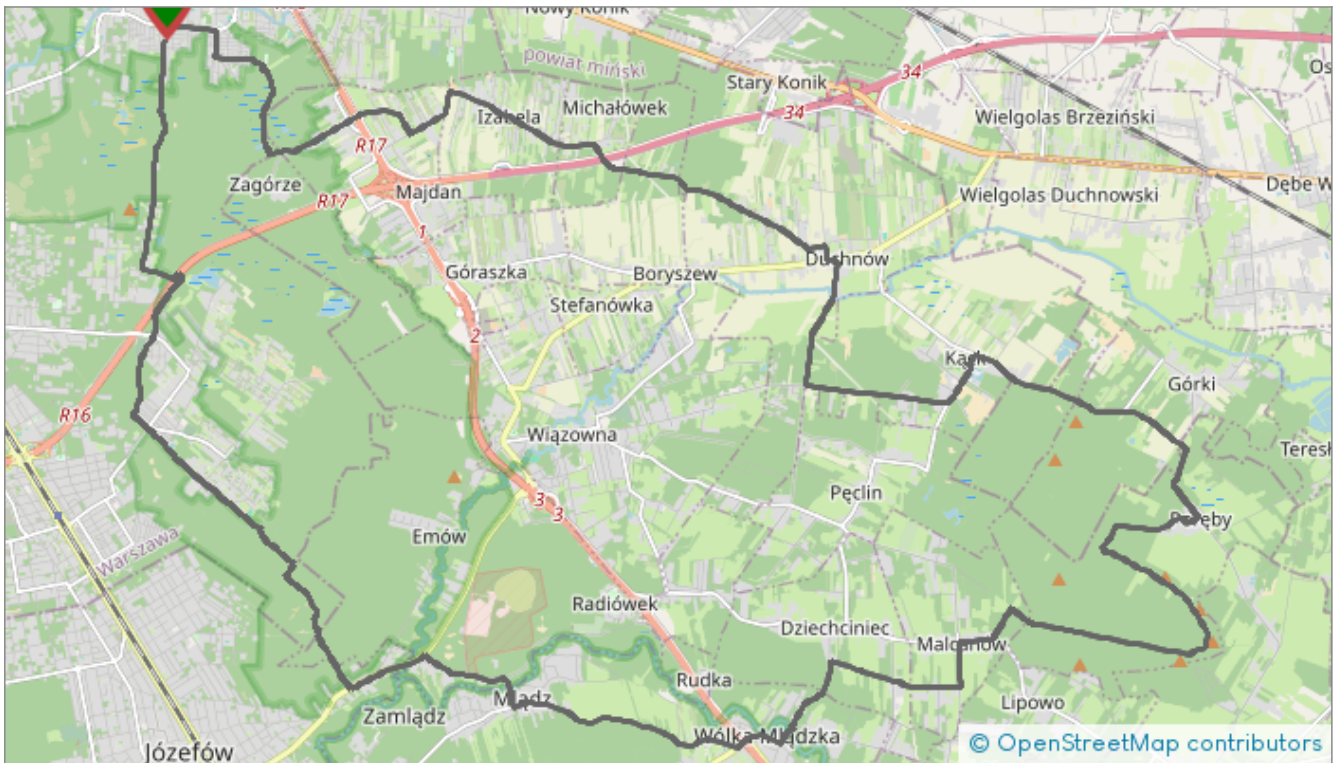 Nowy Konik
powiat miński
34
Stary Konik
Michałówek
Izabela
34
Wielgolas Brzeziński
R17
Zagórze
R17
Majdan
Wielgolas Duchnowski
Dębe W
1
Góraszka
Boryszew
Duchnów
Stefanówka
2
Kąck
Górki
R16
Wiązowna
Teresł
Pęclin
3
3
Emów
Warszawa
Radiówek
Dziechciniec
Malcanów
Rudka
Mlądz
Lipowo
Zamlądz
Wólka Mlądzka
Józefów
© OpenStreetMap contributors